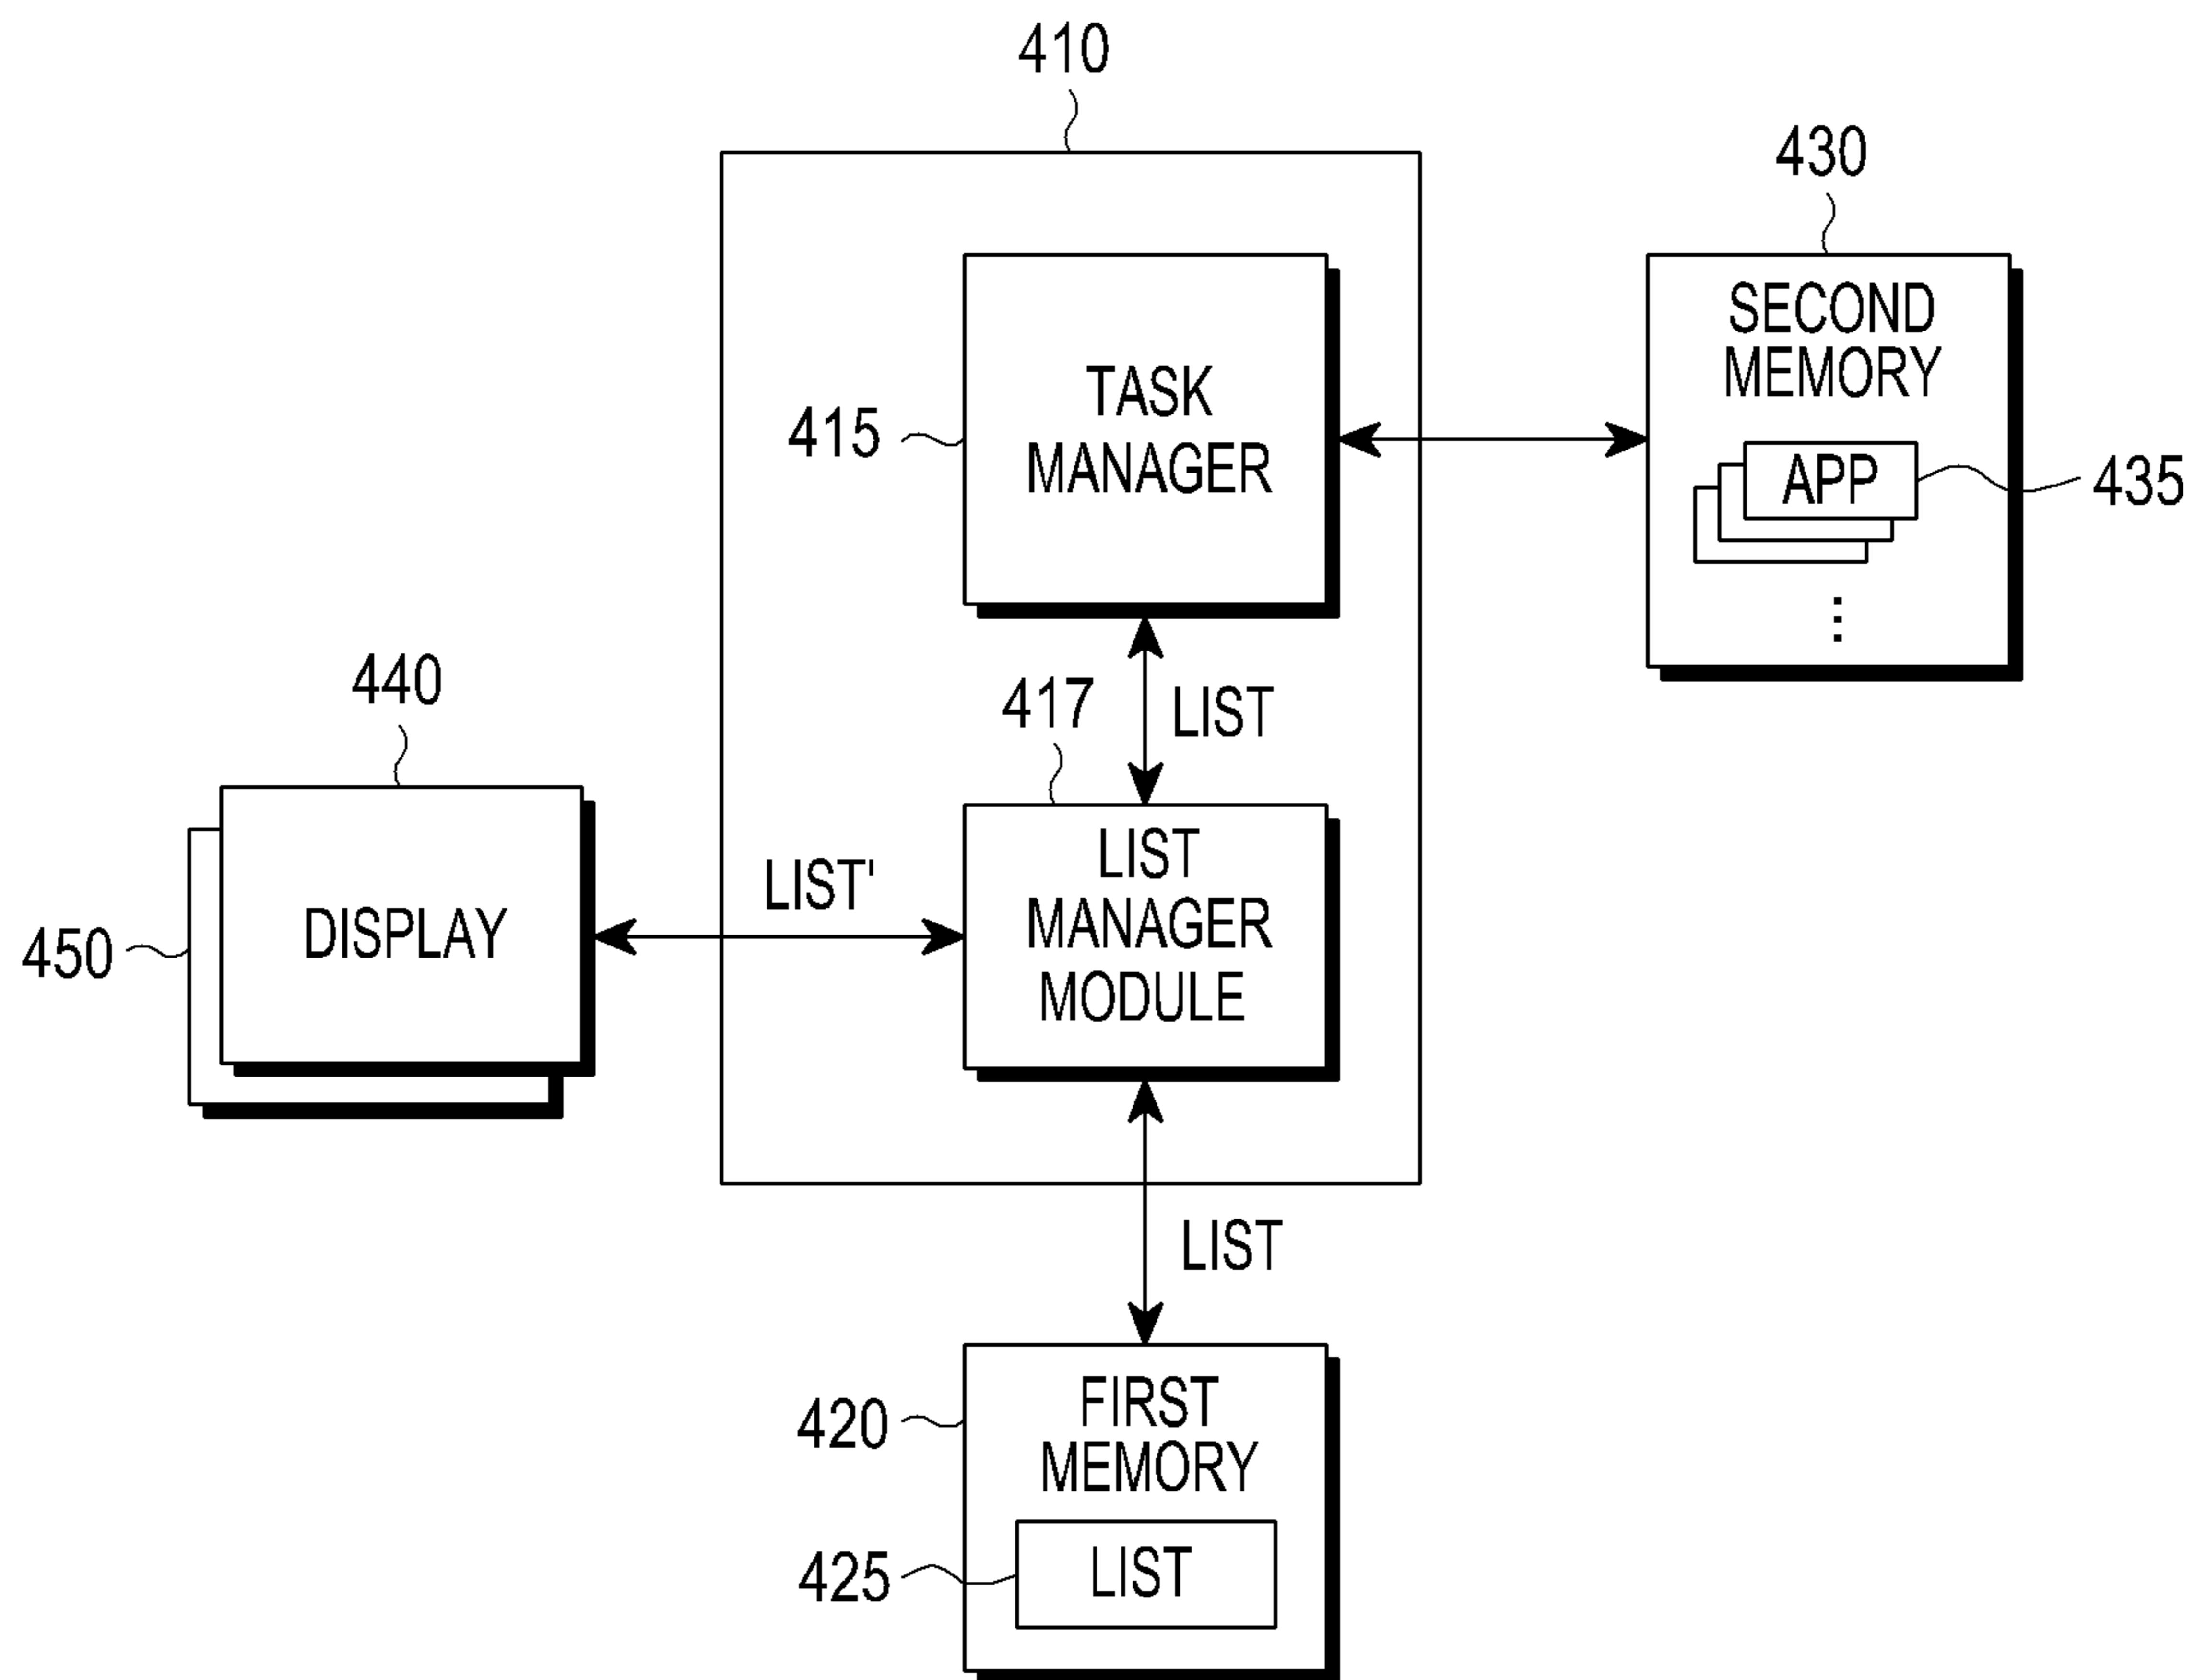 410
430
SECOND
MEMORY
APP
435
415
TASK
MANAGER
LIST
417
440
LIST
MANAGER
MODULE
LIST'
DISPLAY
450
LIST
420
FIRST
MEMORY
425
LIST